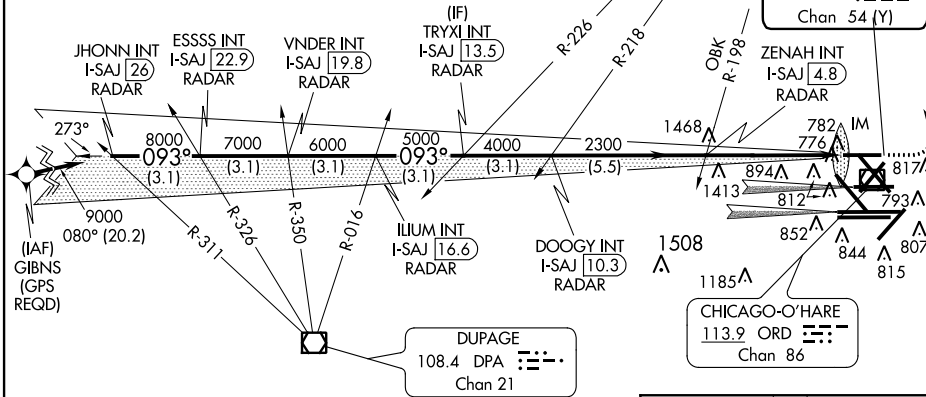 (IF)
TRYXI INT
I-SAJ 13.5
RADAR
Chan 54 (Y)
JHONN INT
I-SAJ 26
RADAR
ESSSS INT
I-SAJ 22.9
RADAR
VNDER INT
I-SAJ 19.8
RADAR
R-226
R-218
OBK
R-198
ZENAH INT
I-SAJ 4.8
RADAR
273°
8000
093°
(3.1)
7000
(3.1)
6000
(3.1)
5000
093°
(3.1)
4000
(3.1)
2300
(5.5)
1468
782
776
IM
817
894
1413
812
793
852
844
807
815
9000
080° (20.2)
(IAF)
GIBNS
(GPS
REQD)
R-311
R-326
R-350
R-016
ILIUM INT
I-SAJ 16.6
RADAR
DOOGY INT
I-SAJ 10.3
RADAR
1508
1185
CHICAGO-O'HARE
113.9 ORD
Chan 86
DUPAGE
108.4 DPA
Chan 21